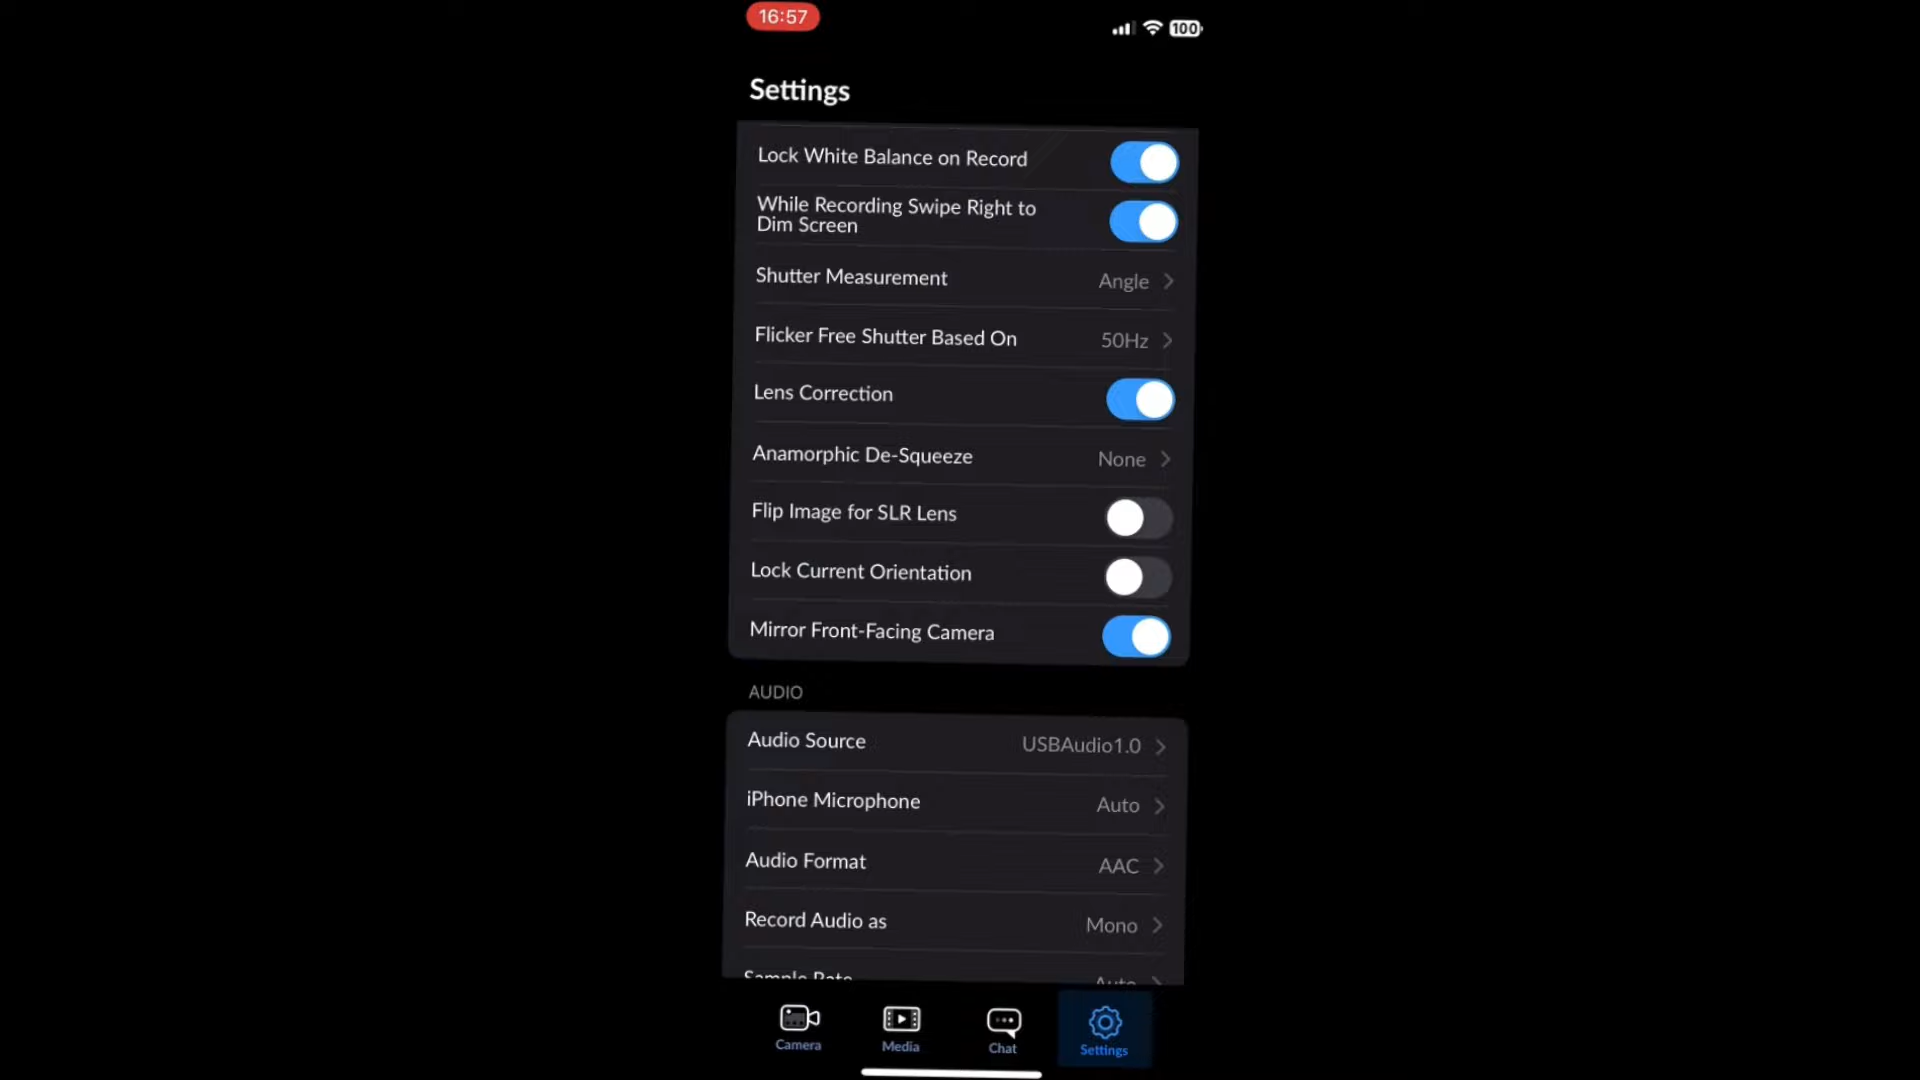 16:57
100
Settings
Lock White Balance on Record
While Recording Swipe Right to
Dim Screen
Shutter Measurement Angle
Flicker Free Shutter Based On 50Hz
Lens Correction
Anamorphic De-Squeeze None
Flip Image for SLR Lens
Lock Current Orientation
Mirror Front-Facing Camera
AUDIO
Audio Source USBAudio1.0
iPhone Microphone Auto
Audio Format AAC
Record Audio as Mono
Sample Rate Auto
Camera Media Chat Settings